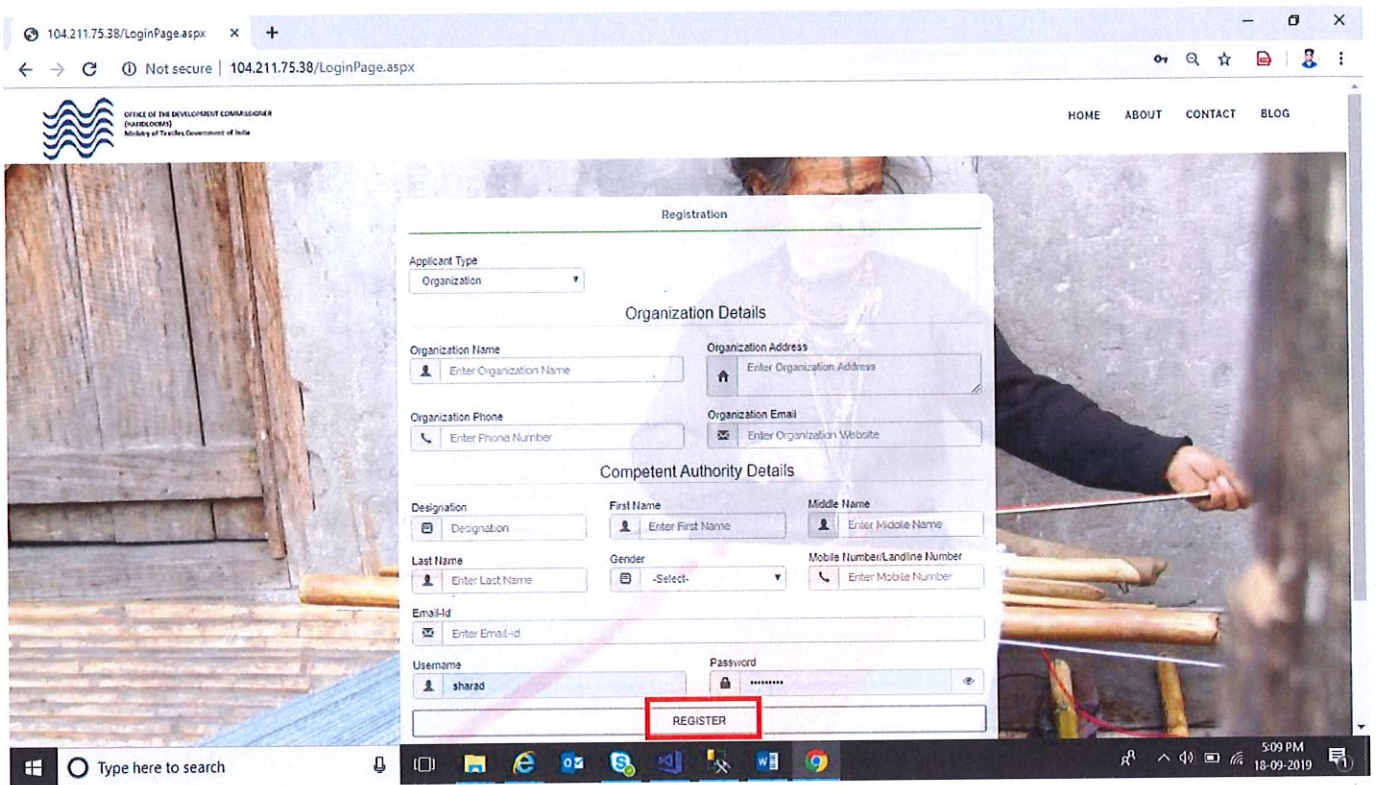 104.211.75.38/LoginPage.aspx
Not secure | 104.211.75.38/LoginPage.aspx
OFFICE OF THE DEVELOPMENT COMMISSIONER
(HANDLOOMS)
Ministry of Textiles, Government of India
HOME ABOUT CONTACT BLOG
Registration
Applicant Type
Organization
Organization Details
Organization Name Organization Address
Enter Organization Name Enter Organization Address
Organization Phone Organization Email
Enter Phone Number Enter Organization Website
Competent Authority Details
Designation First Name Middle Name
Designation Enter First Name Enter Middle Name
Last Name Gender Mobile Number/Landline Number
Enter Last Name -Select- Enter Mobile Number
Email-Id
Enter Email-id
Username Password
sharad •••••••••
REGISTER
Type here to search
5:09 PM
18-09-2019